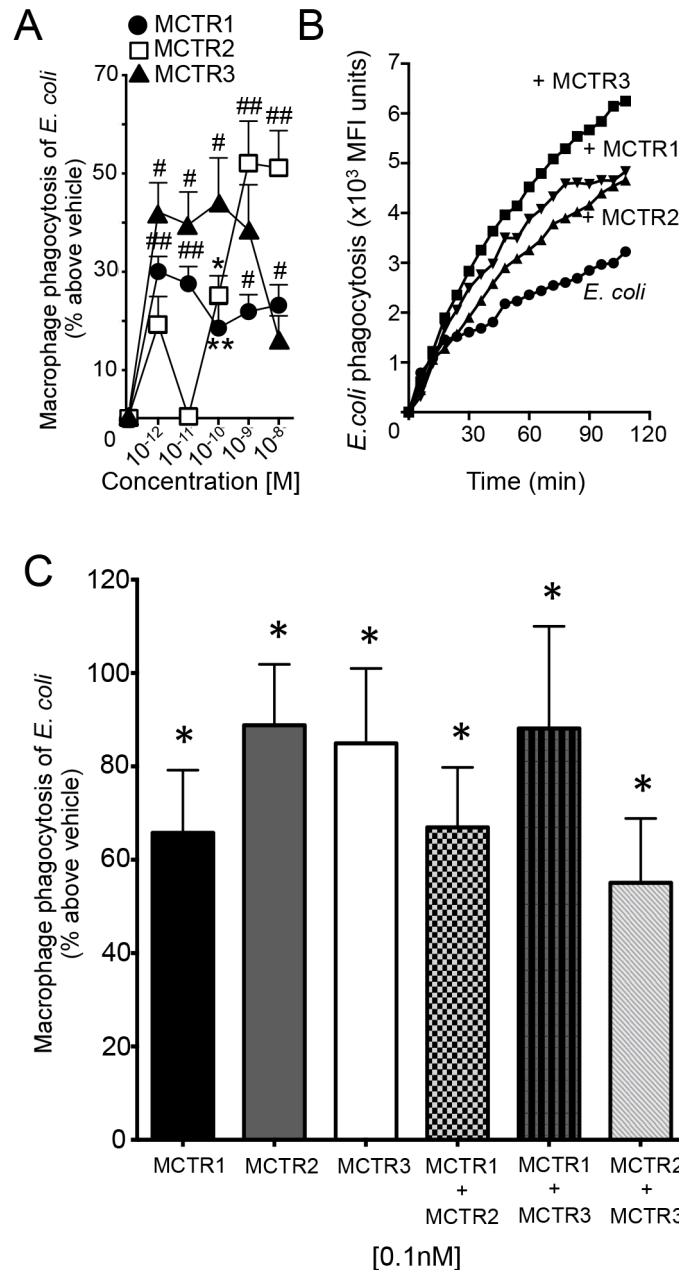 A
MCTR1
MCTR2
MCTR3
Macrophage phagocytosis of E. coli
(% above vehicle)
70
50
30
10
0
# # # ## ##
## ## * # #
**
10-12 10-11 10-10 10-9 10-8
Concentration [M]
B
E.coli phagocytosis (x10³ MFI units)
7
6
5
4
3
2
1
0
+ MCTR3
+ MCTR1
+ MCTR2
E. coli
0 30 60 90 120
Time (min)
C
Macrophage phagocytosis of E. coli
(% above vehicle)
120
100
80
60
40
20
0
* * * * * *
MCTR1 MCTR2 MCTR3 MCTR1 MCTR1 MCTR2
+ + +
MCTR2 MCTR3 MCTR3
[0.1nM]